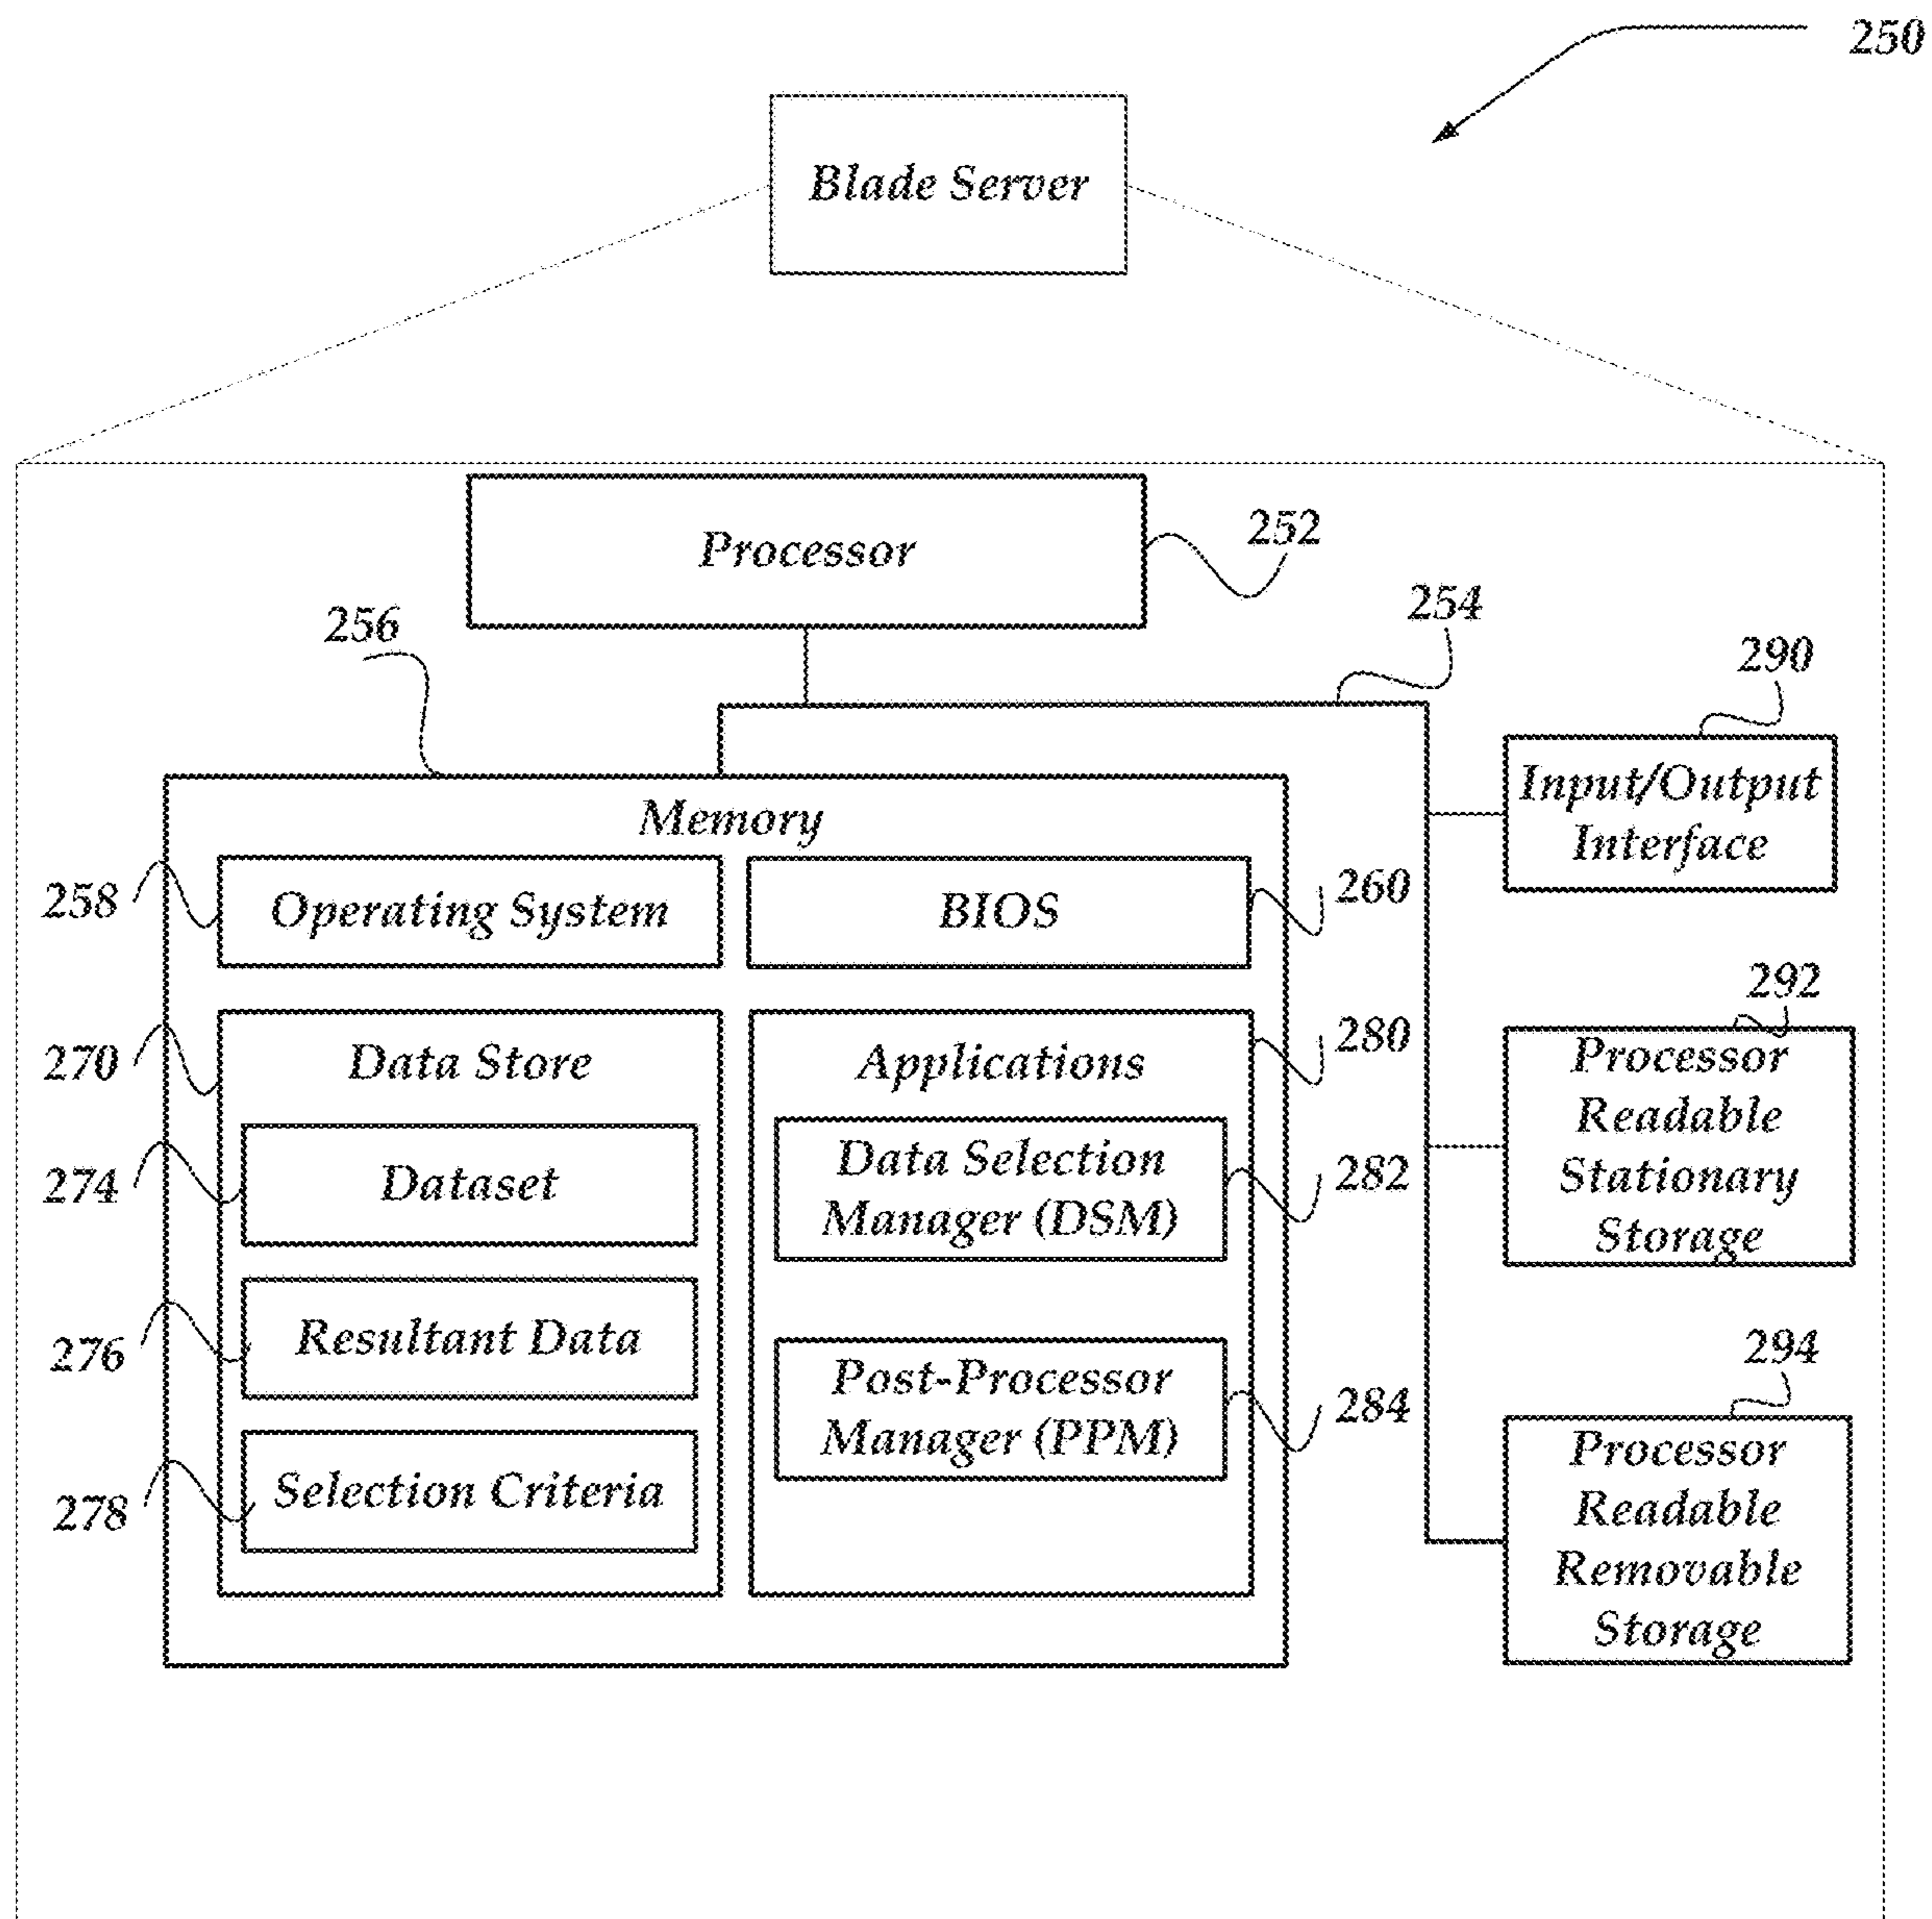 250
Blade Server
Processor
252
254
256
290
Input/Output
Interface
Memory
258
Operating System
BIOS
260
292
Processor
Readable
Stationary
Storage
270
Data Store
Applications
280
274
Dataset
Data Selection
Manager (DSM)
282
276
Resultant Data
Post-Processor
Manager (PPM)
284
278
Selection Criteria
294
Processor
Readable
Removable
Storage